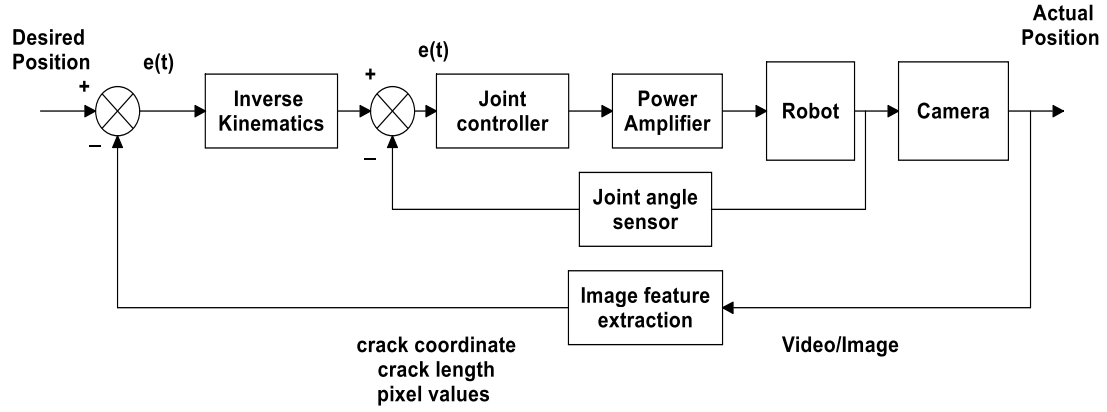 Desired
Position
Actual
Position
+
e(t)
–
Inverse
Kinematics
+
e(t)
–
Joint
controller
Power
Amplifier
Robot
Camera
Joint angle
sensor
Image feature
extraction
crack coordinate
crack length
pixel values
Video/Image